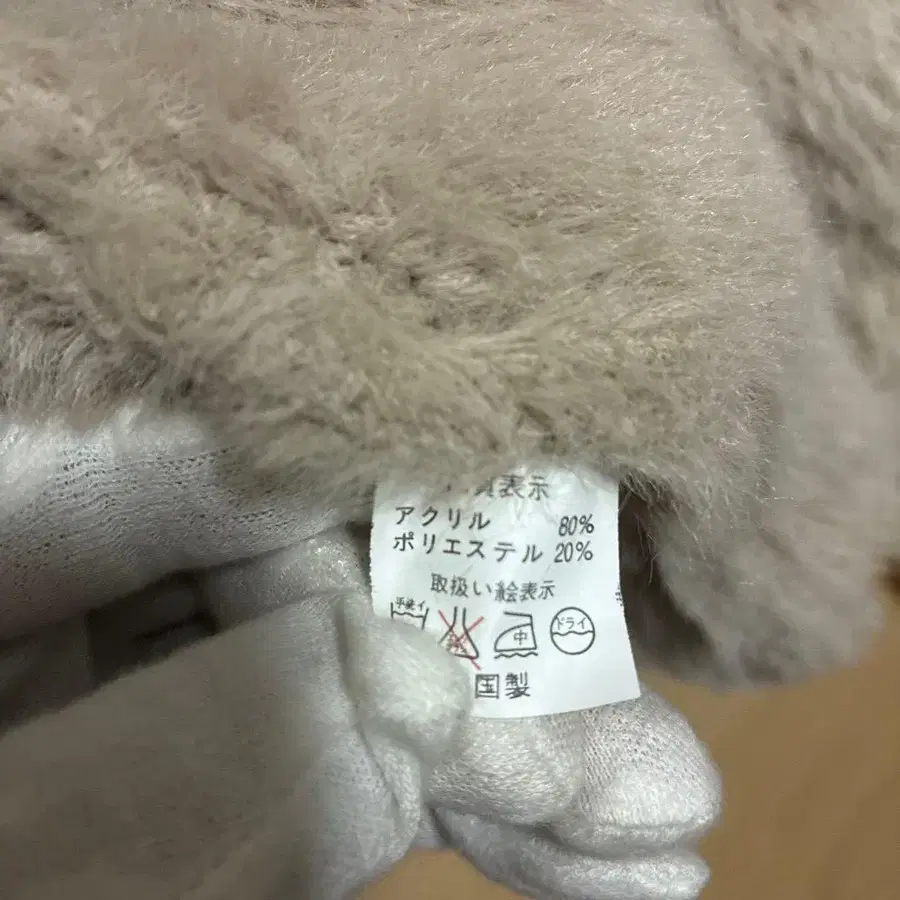 質表示
アクリル 80%
ポリエステル 20%
取扱い絵表示
手洗イ 中 ドライ
国製